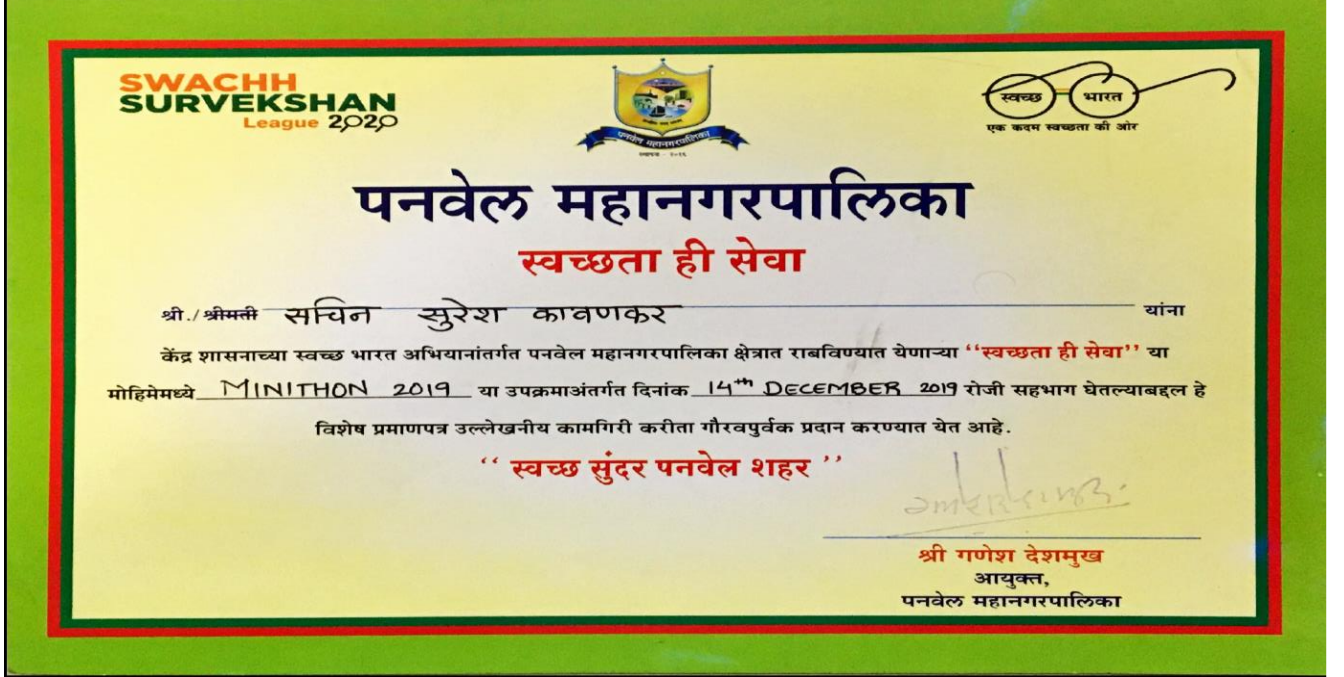 SWACHH
SURVEKSHAN
League 2020
पनवेल महानगरपालिका
स्वच्छ भारत
एक कदम स्वच्छता की ओर
पनवेल महानगरपालिका
स्वच्छता ही सेवा
श्री./श्रीमती सचिन सुरेश कावणकर यांना
केंद्र शासनाच्या स्वच्छ भारत अभियानांतर्गत पनवेल महानगरपालिका क्षेत्रात राबविण्यात येणाऱ्या ‘‘स्वच्छता ही सेवा’’ या
मोहिमेमध्ये MINITHON 2019 या उपक्रमाअंतर्गत दिनांक 14th DECEMBER 2019 रोजी सहभाग घेतल्याबद्दल हे
विशेष प्रमाणपत्र उल्लेखनीय कामगिरी करीता गौरवपुर्वक प्रदान करण्यात येत आहे.
‘‘ स्वच्छ सुंदर पनवेल शहर ’’
श्री गणेश देशमुख
आयुक्त,
पनवेल महानगरपालिका